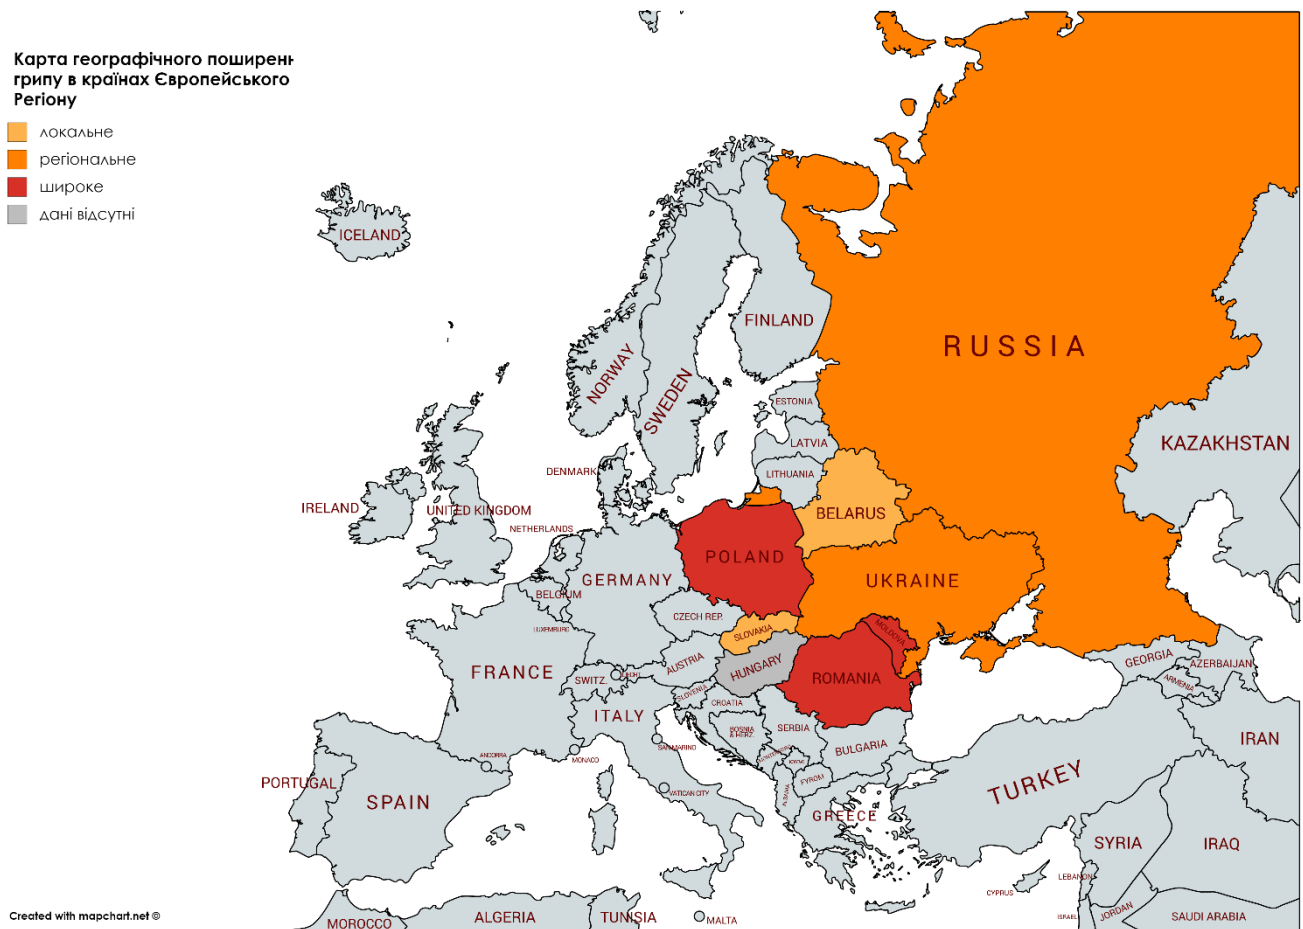 Карта географічного поширенн
грипу в країнах Європейського
Регіону
локальне
регіональне
широке
дані відсутні
ICELAND
FINLAND
RUSSIA
NORWAY
SWEDEN
ESTONIA
LATVIA
KAZAKHSTAN
DENMARK
LITHUANIA
IRELAND
UNITED KINGDOM
BELARUS
NETHERLANDS
POLAND
GERMANY
UKRAINE
BELGIUM
CZECH REP.
LUXEMBURG
SLOVAKIA
MOLDOVA
FRANCE
SWITZ.
LIECHT.
AUSTRIA
HUNGARY
ROMANIA
GEORGIA
AZERBAIJAN
ARMENIA
SLOVENIA
CROATIA
ITALY
BOSNIA
& HERZ.
SERBIA
BULGARIA
IRAN
SAN MARINO
MONTENEGRO
KOSOVO
ANDORRA
MONACO
PORTUGAL
SPAIN
VATICAN CITY
FYROM
ALBANIA
TURKEY
GREECE
SYRIA
IRAQ
CYPRUS
LEBANON
ISRAEL
JORDAN
SAUDI ARABIA
Created with mapchart.net ©
MOROCCO
ALGERIA
TUNISIA
MALTA